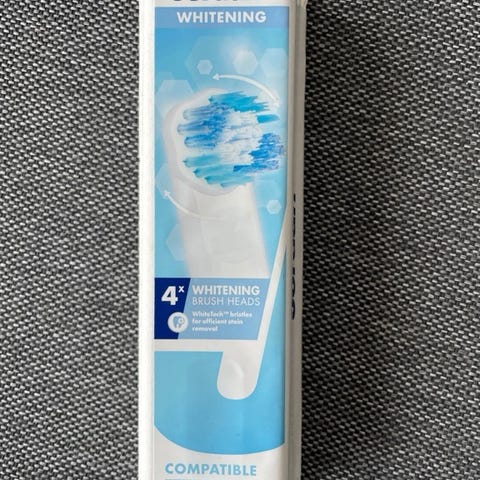 WHITENING
4x WHITENING
BRUSH HEADS
WhiteTech™ bristles
for efficient stain
removal
COMPATIBLE